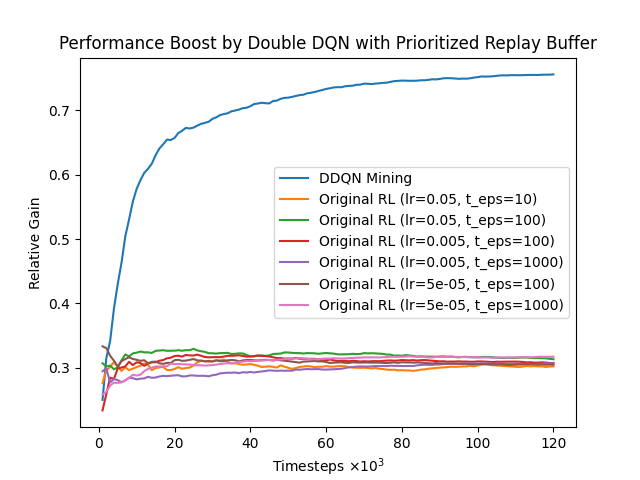 Performance Boost by Double DQN with Prioritized Replay Buffer
0.7
0.6
0.5
0.4
0.3
Relative Gain
DDQN Mining
Original RL (lr=0.05, t_eps=10)
Original RL (lr=0.05, t_eps=100)
Original RL (lr=0.005, t_eps=100)
Original RL (lr=0.005, t_eps=1000)
Original RL (lr=5e-05, t_eps=100)
Original RL (lr=5e-05, t_eps=1000)
0 20 40 60 80 100 120
Timesteps ×10³